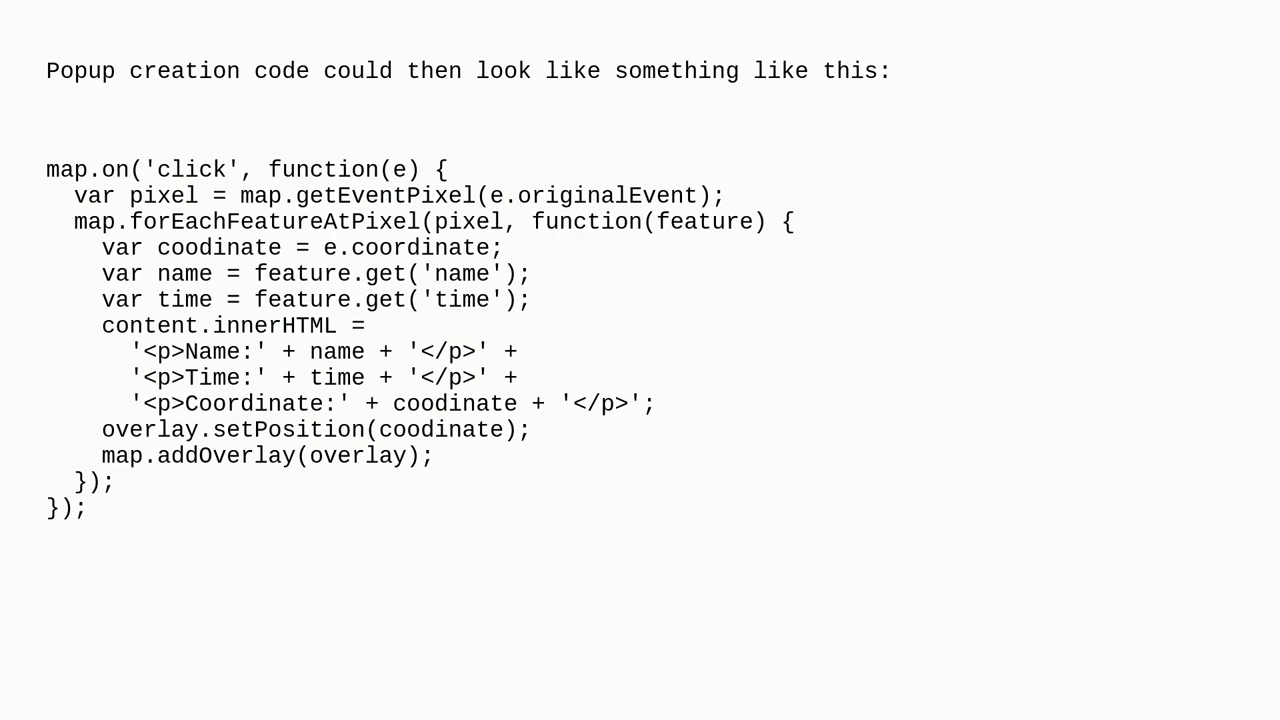 Popup creation code could then look like something like this:
map.on('click', function(e) {
  var pixel = map.getEventPixel(e.originalEvent);
  map.forEachFeatureAtPixel(pixel, function(feature) {
    var coodinate = e.coordinate;
    var name = feature.get('name');
    var time = feature.get('time');
    content.innerHTML =
      '<p>Name:' + name + '</p>' +
      '<p>Time:' + time + '</p>' +
      '<p>Coordinate:' + coodinate + '</p>';
    overlay.setPosition(coodinate);
    map.addOverlay(overlay);
  });
});